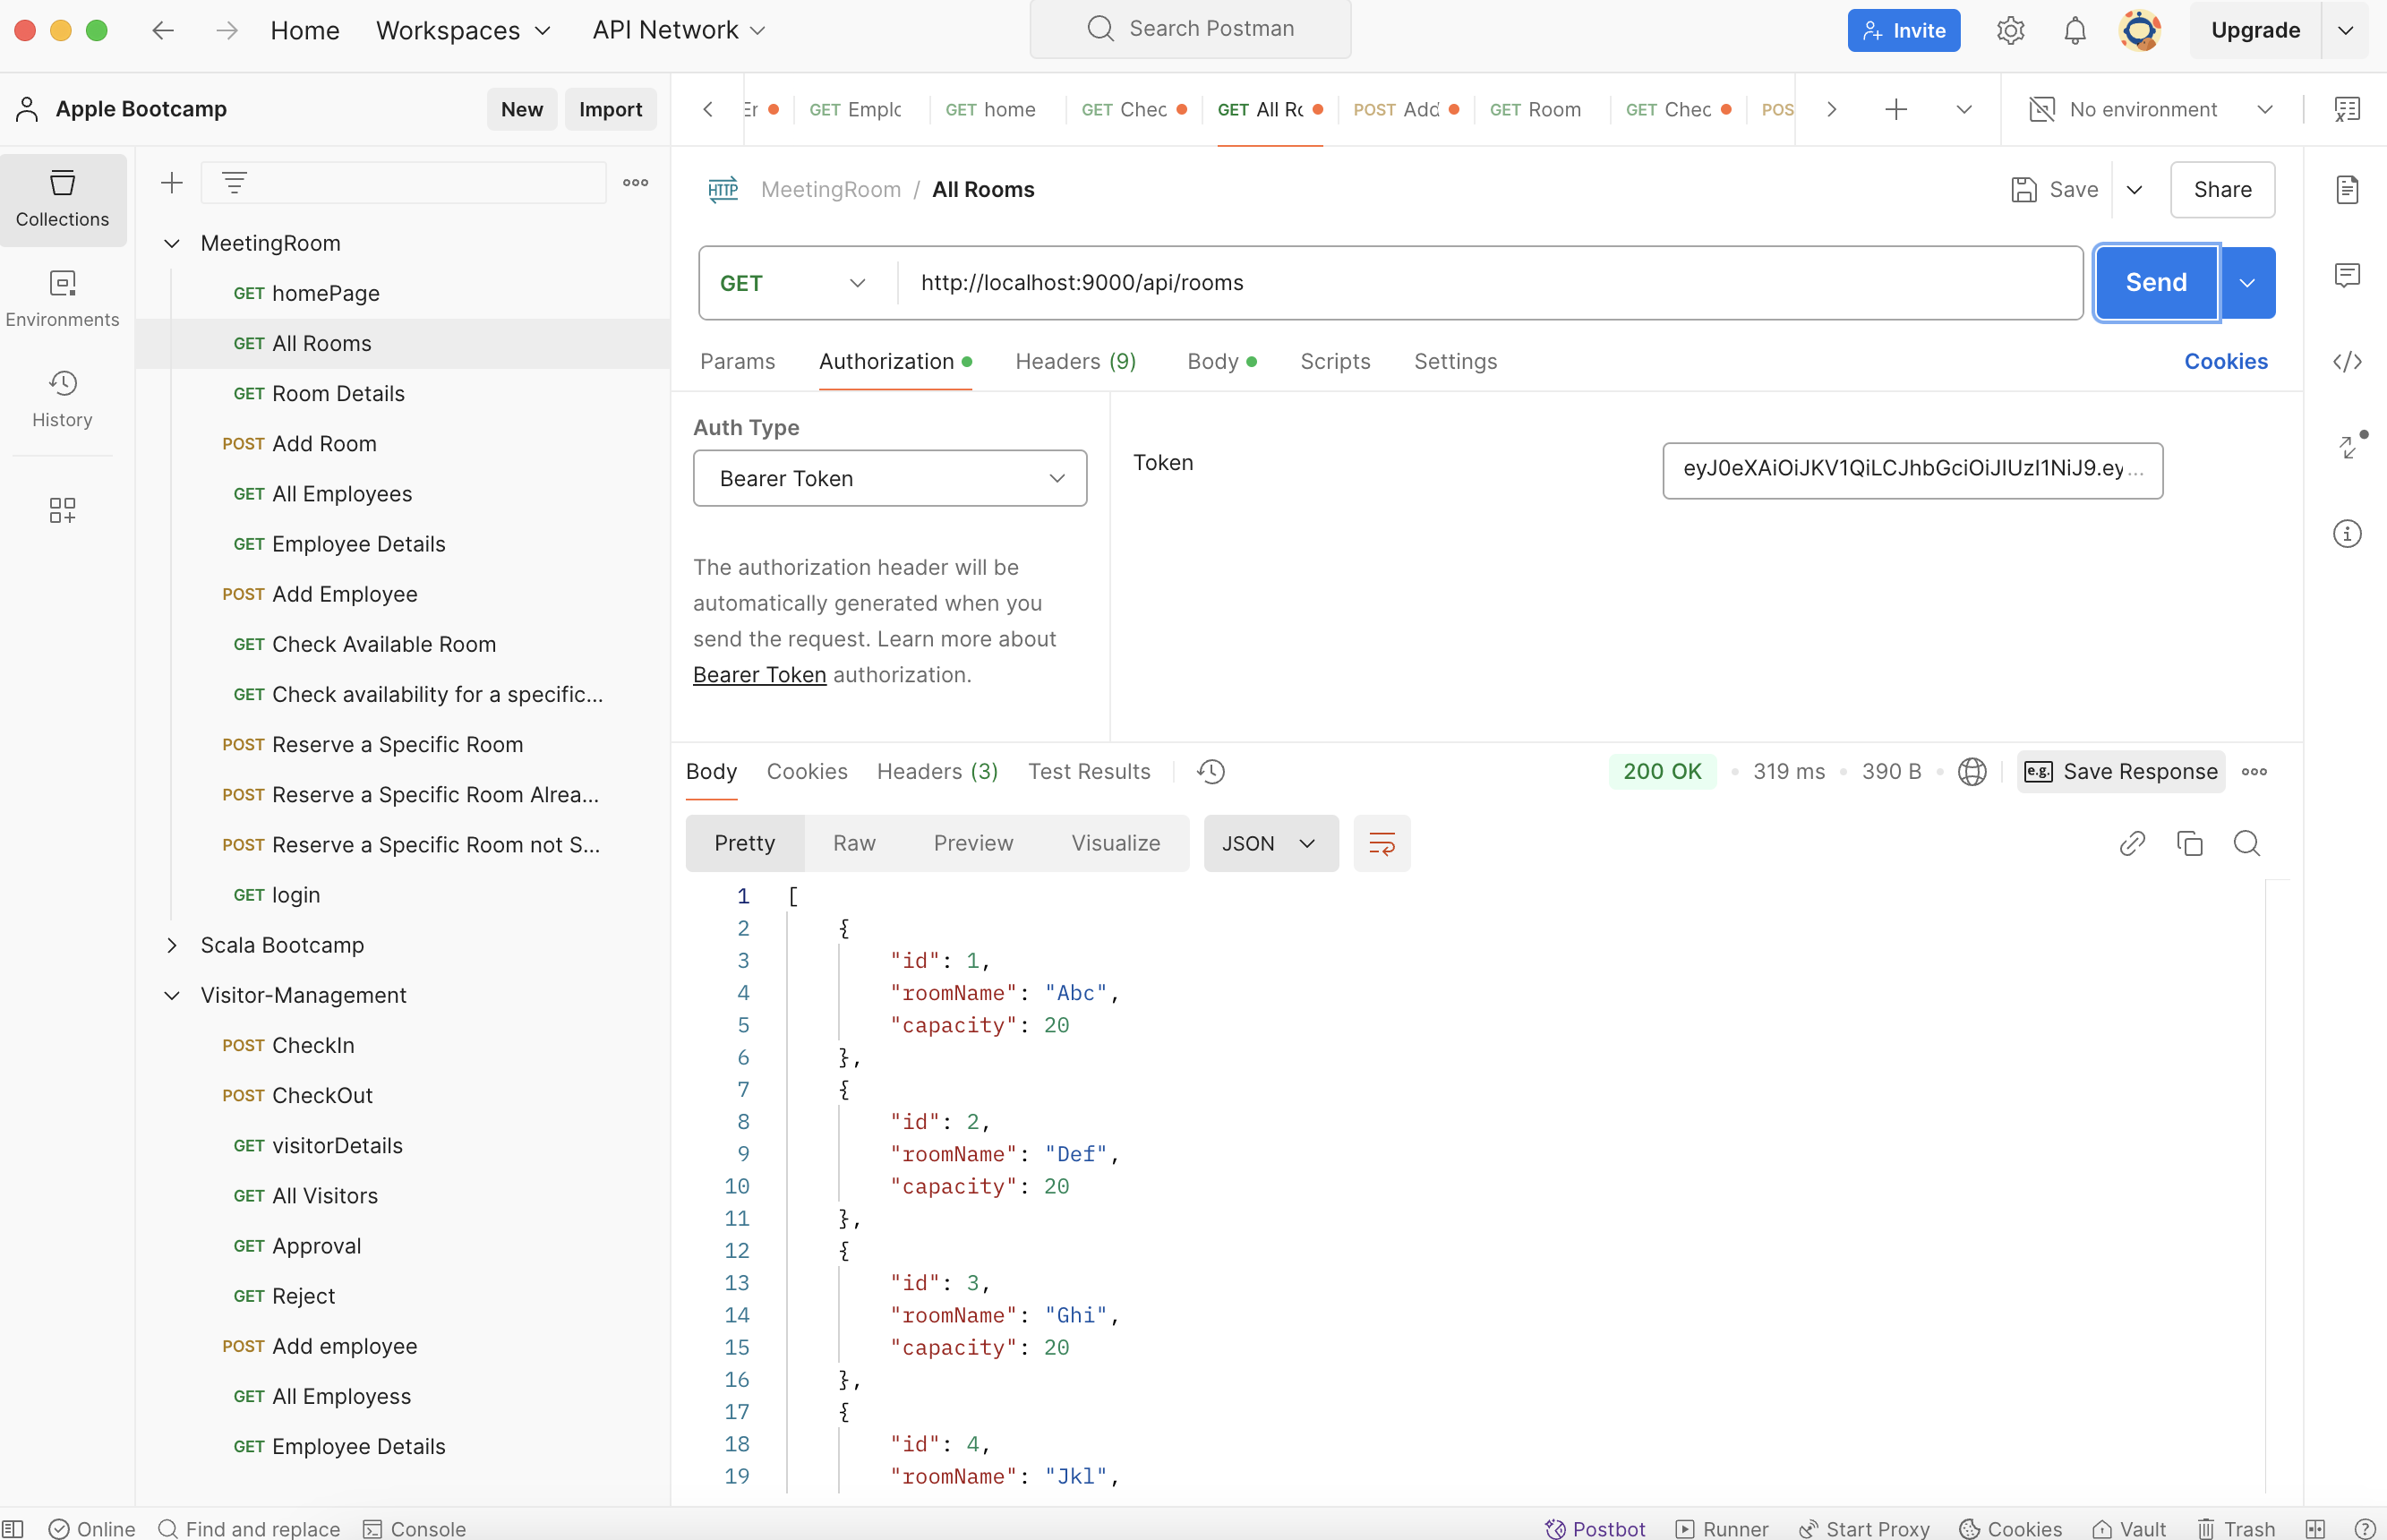 Home Workspaces API Network Search Postman Invite Upgrade
Apple Bootcamp New Import
GET Emplo GET home GET Chec GET All Ro POST Add GET Room GET Chec POS No environment
Collections
Environments
History
MeetingRoom
GET homePage
GET All Rooms
GET Room Details
POST Add Room
GET All Employees
GET Employee Details
POST Add Employee
GET Check Available Room
GET Check availability for a specific...
POST Reserve a Specific Room
POST Reserve a Specific Room Alrea...
POST Reserve a Specific Room not S...
GET login
Scala Bootcamp
Visitor-Management
POST CheckIn
POST CheckOut
GET visitorDetails
GET All Visitors
GET Approval
GET Reject
POST Add employee
GET All Employess
GET Employee Details
HTTP MeetingRoom / All Rooms Save Share
GET http://localhost:9000/api/rooms Send
Params Authorization Headers (9) Body Scripts Settings Cookies
Auth Type
Bearer Token
The authorization header will be
automatically generated when you
send the request. Learn more about
Bearer Token authorization.
Token eyJ0eXAiOiJKV1QiLCJhbGciOiJIUzI1NiJ9.ey...
Body Cookies Headers (3) Test Results 200 OK 319 ms 390 B e.g. Save Response
Pretty Raw Preview Visualize JSON
1 [
2 {
3 "id": 1,
4 "roomName": "Abc",
5 "capacity": 20
6 },
7 {
8 "id": 2,
9 "roomName": "Def",
10 "capacity": 20
11 },
12 {
13 "id": 3,
14 "roomName": "Ghi",
15 "capacity": 20
16 },
17 {
18 "id": 4,
19 "roomName": "Jkl",
Online Find and replace Console Postbot Runner Start Proxy Cookies Vault Trash